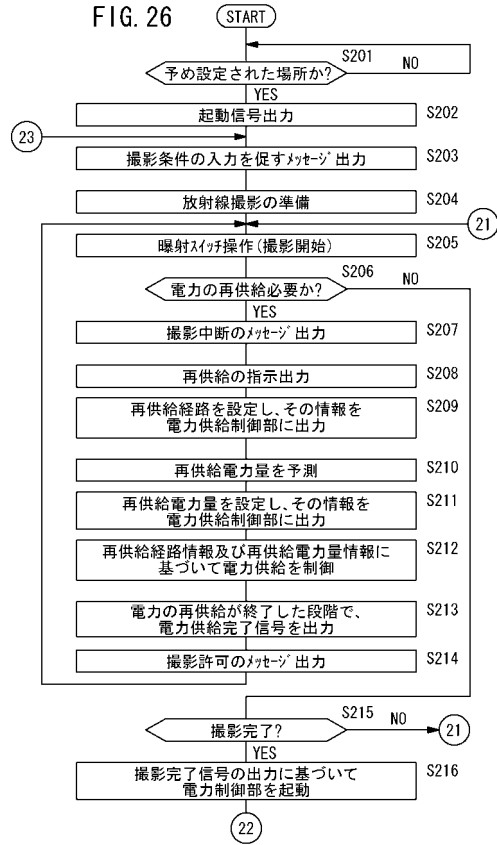 FIG. 26
START
S201
予め設定された場所か?
NO
YES
起動信号出力
S202
23
撮影条件の入力を促すﾒｯｾｰｼﾞ出力
S203
放射線撮影の準備
S204
21
曝射ｽｲｯﾁ操作(撮影開始)
S205
S206
電力の再供給必要か?
NO
YES
撮影中断のﾒｯｾｰｼﾞ出力
S207
再供給の指示出力
S208
再供給経路を設定し、その情報を
電力供給制御部に出力
S209
再供給電力量を予測
S210
再供給電力量を設定し、その情報を
電力供給制御部に出力
S211
再供給経路情報及び再供給電力量情報に
基づいて電力供給を制御
S212
電力の再供給が終了した段階で、
電力供給完了信号を出力
S213
撮影許可のﾒｯｾｰｼﾞ出力
S214
S215
撮影完了?
NO
21
YES
撮影完了信号の出力に基づいて
電力制御部を起動
S216
22